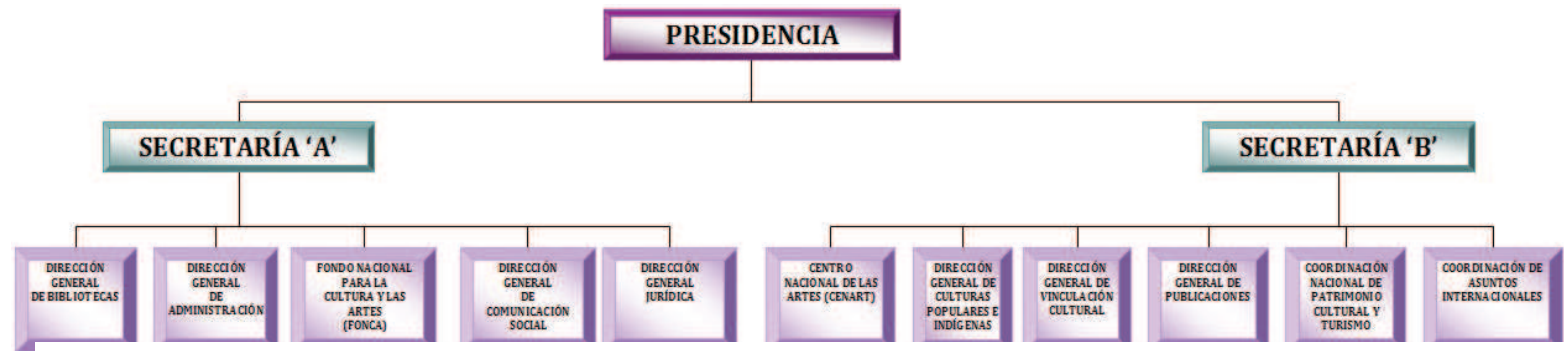 PRESIDENCIA
SECRETARÍA ‘A’
SECRETARÍA ‘B’
DIRECCIÓN
GENERAL
DE BIBLIOTECAS
DIRECCIÓN
GENERAL
DE
ADMINISTRACIÓN
FONDO NACIONAL
PARA LA
CULTURA Y LAS
ARTES
(FONCA)
DIRECCIÓN
GENERAL
DE
COMUNICACIÓN
SOCIAL
DIRECCIÓN
GENERAL
JURÍDICA
CENTRO
NACIONAL DE LAS
ARTES (CENART)
DIRECCIÓN
GENERAL DE
CULTURAS
POPULARES E
INDÍGENAS
DIRECCIÓN
GENERAL DE
VINCULACIÓN
CULTURAL
DIRECCIÓN
GENERAL DE
PUBLICACIONES
COORDINACIÓN
NACIONAL DE
PATRIMONIO
CULTURAL Y
TURISMO
COORDINACIÓN DE
ASUNTOS
INTERNACIONALES